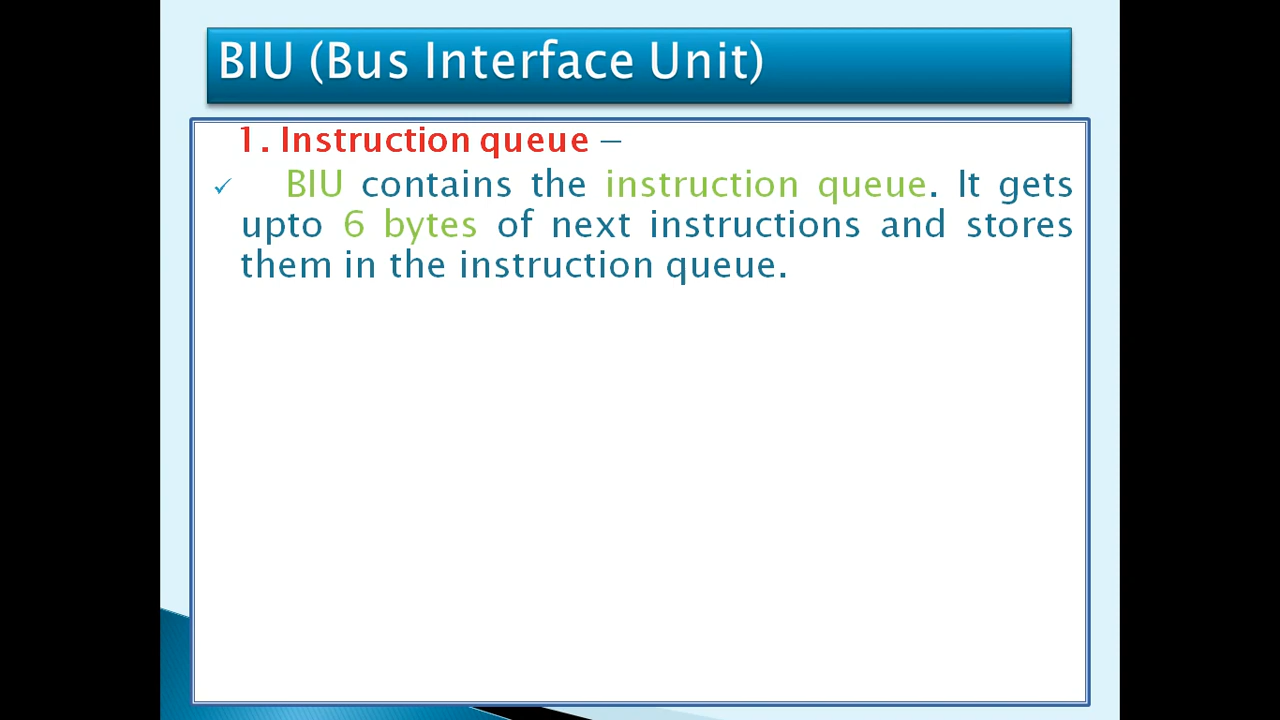 BIU (Bus Interface Unit)
1. Instruction queue –
✓ BIU contains the instruction queue. It gets
upto 6 bytes of next instructions and stores
them in the instruction queue.